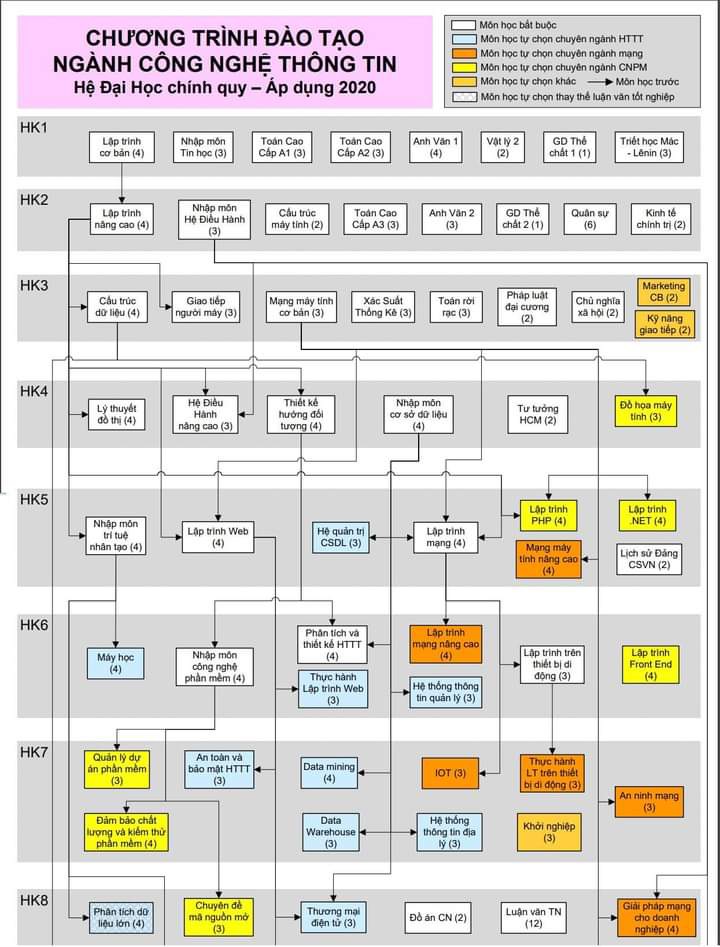 CHƯƠNG TRÌNH ĐÀO TẠO
NGÀNH CÔNG NGHỆ THÔNG TIN
Hệ Đại Học chính quy – Áp dụng 2020
Môn học bắt buộc
Môn học tự chọn chuyên ngành HTTT
Môn học tự chọn chuyên ngành mạng
Môn học tự chọn chuyên ngành CNPM
Môn học tự chọn khác
Môn học trước
Môn học tự chọn thay thế luận văn tốt nghiệp
HK1
Lập trình
cơ bản (4)
Nhập môn
Tin học (3)
Toán Cao
Cấp A1 (3)
Toán Cao
Cấp A2 (3)
Anh Văn 1
(4)
Vật lý 2
(2)
GD Thể
chất 1 (1)
Triết học Mác
- Lênin (3)
HK2
Lập trình
nâng cao (4)
Nhập môn
Hệ Điều Hành
(3)
Cấu trúc
máy tính (2)
Toán Cao
Cấp A3 (3)
Anh Văn 2
(3)
GD Thể
chất 2 (1)
Quân sự
(6)
Kinh tế
chính trị (2)
HK3
Cấu trúc
dữ liệu (4)
Giao tiếp
người máy (3)
Mạng máy tính
cơ bản (3)
Xác Suất
Thống Kê (3)
Toán rời
rạc (3)
Pháp luật
đại cương
(2)
Chủ nghĩa
xã hội (2)
Marketing
CB (2)
Kỹ năng
giao tiếp (2)
HK4
Lý thuyết
đồ thị (4)
Hệ Điều
Hành
nâng cao (3)
Thiết kế
hướng đối
tượng (4)
Nhập môn
cơ sở dữ liệu
(4)
Tư tưởng
HCM (2)
Đồ họa máy
tính (3)
HK5
Nhập môn
trí tuệ
nhân tạo (4)
Lập trình Web
(4)
Hệ quản trị
CSDL (3)
Lập trình
mạng (4)
Lập trình
PHP (4)
Lập trình
.NET (4)
Mạng máy
tính nâng cao
(4)
Lịch sử Đảng
CSVN (2)
HK6
Máy học
(4)
Nhập môn
công nghệ
phần mềm (4)
Phân tích và
thiết kế HTTT
(4)
Thực hành
Lập trình Web
(3)
Lập trình
mạng nâng cao
(4)
Hệ thống thông
tin quản lý (3)
Lập trình trên
thiết bị di
động (3)
Lập trình
Front End
(4)
HK7
Quản lý dự
án phần mềm
(3)
An toàn và
bảo mật HTTT
(3)
Data mining
(4)
IOT (3)
Thực hành
LT trên thiết
bị di động (3)
An ninh mạng
(3)
Đảm bảo chất
lượng và kiểm thử
phần mềm (4)
Data
Warehouse
(3)
Hệ thống
thông tin địa
lý (3)
Khởi nghiệp
(3)
HK8
Phân tích dữ
liệu lớn (4)
Chuyên đề
mã nguồn mở
(3)
Thương mại
điện tử (3)
Đồ án CN (2)
Luận văn TN
(12)
Giải pháp mạng
cho doanh
nghiệp (4)